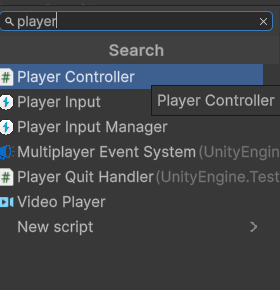 player
Search
Player Controller
Player Input
Player Controller
Player Input Manager
Multiplayer Event System (UnityEngin
Player Quit Handler (UnityEngine.Test
Video Player
New script